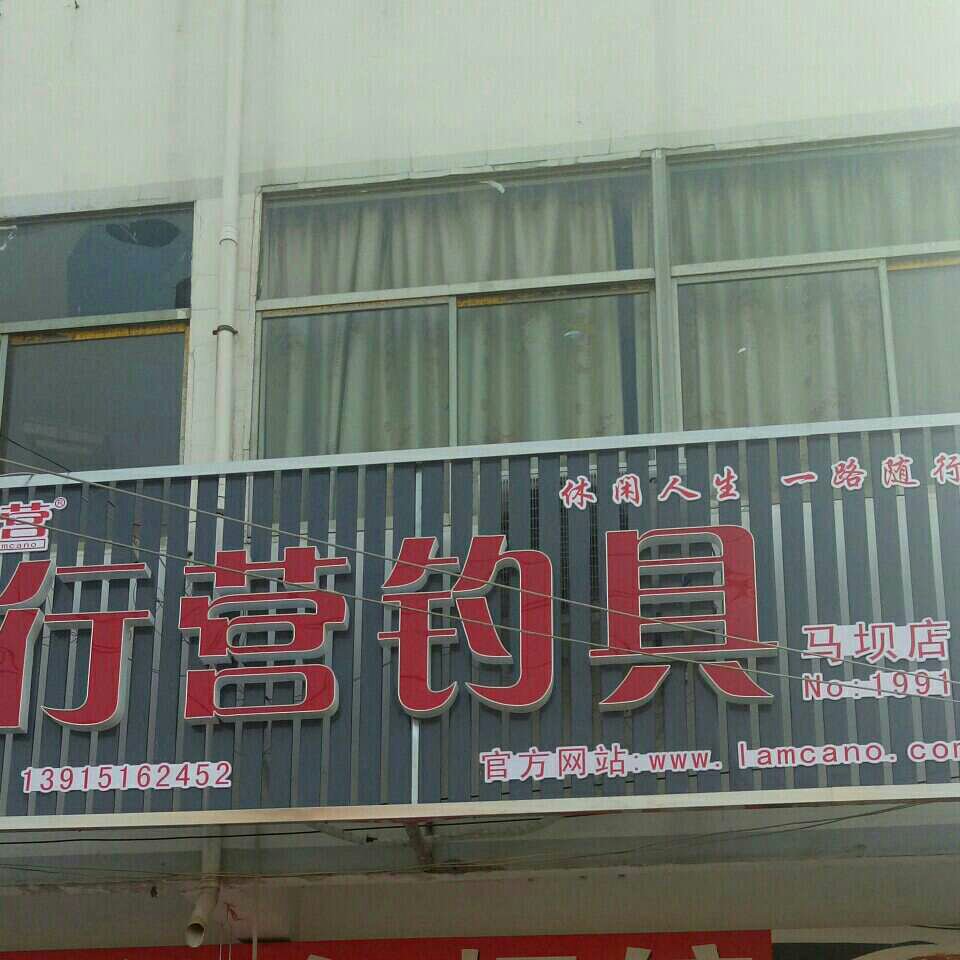 休闲人生 一路随行
营®
mcano
行营钓具
马坝店
No:1991
13915162452
官方网站:www.lamcano.com